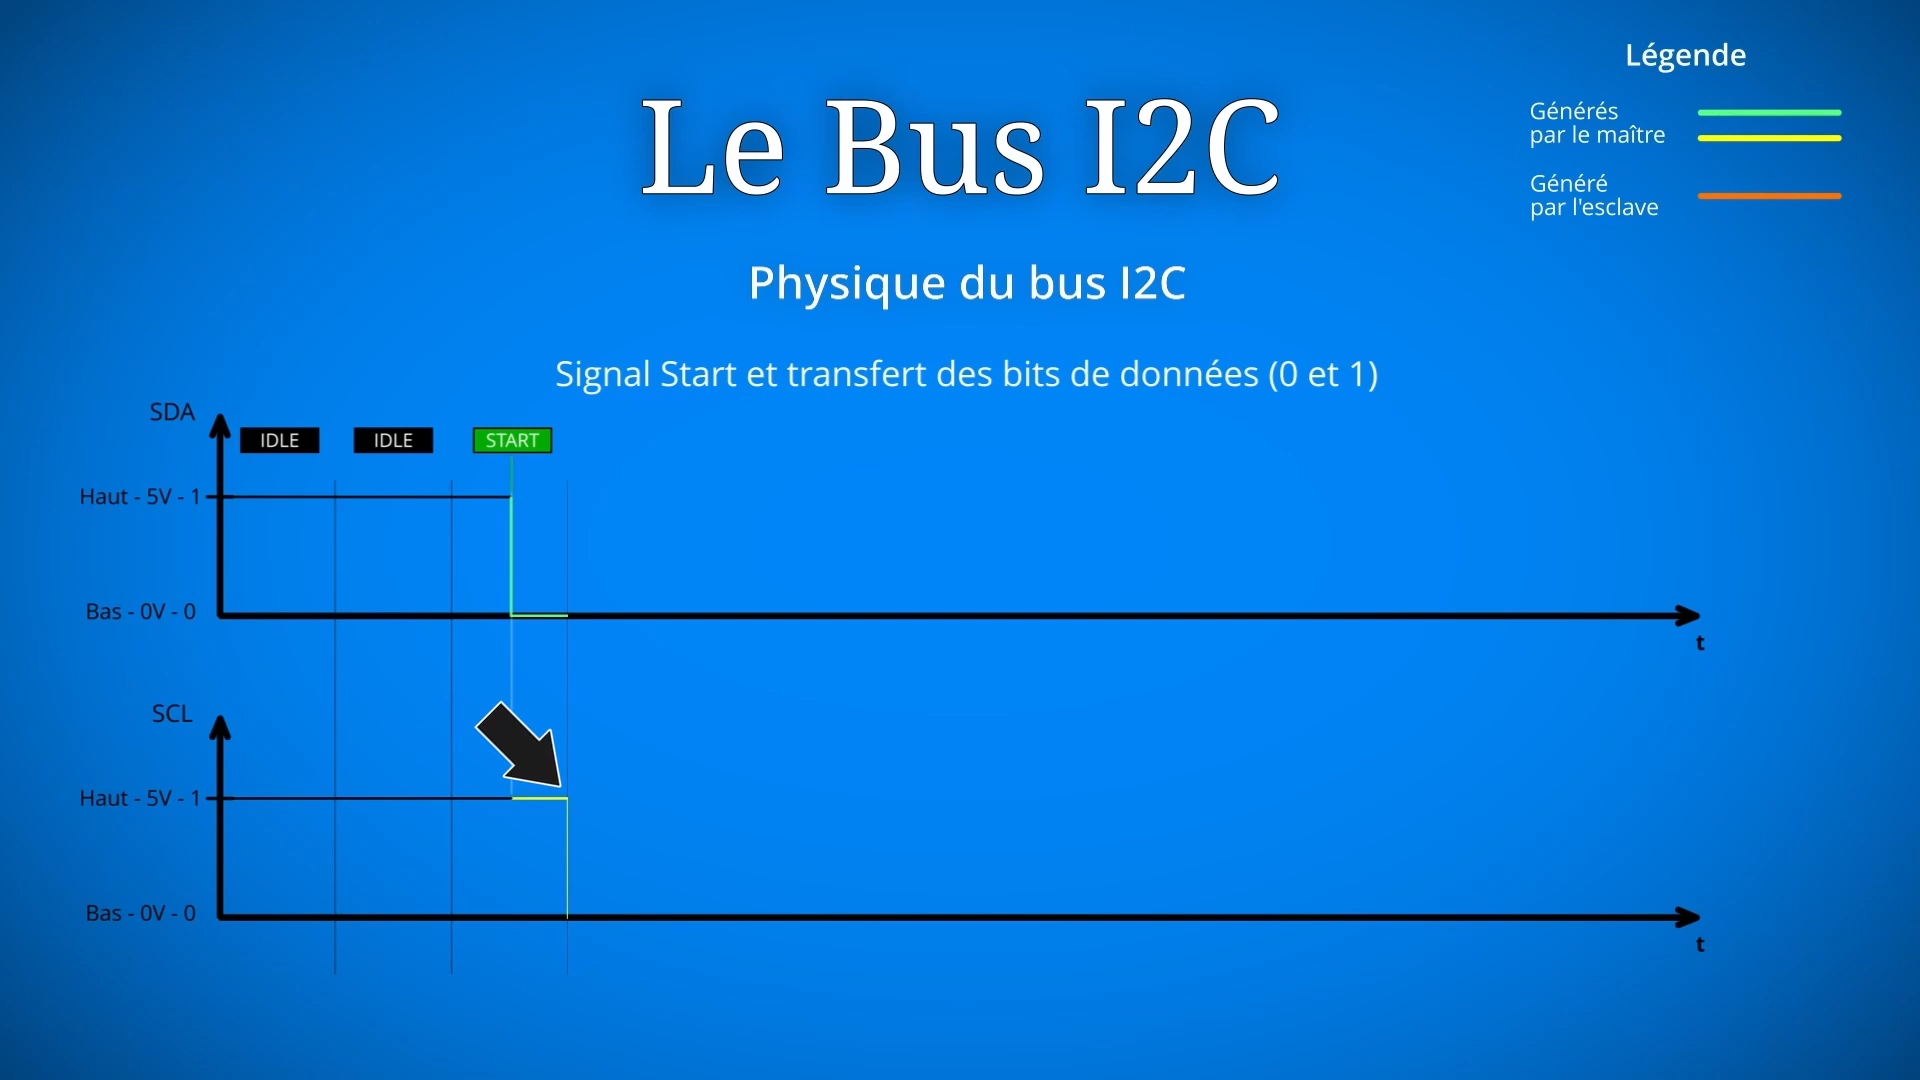 Légende
Générés
par le maître
Généré
par l'esclave
Le Bus I2C
Physique du bus I2C
Signal Start et transfert des bits de données (0 et 1)
SDA
IDLE
IDLE
START
Haut - 5V - 1
Bas - 0V - 0
t
SCL
Haut - 5V - 1
Bas - 0V - 0
t